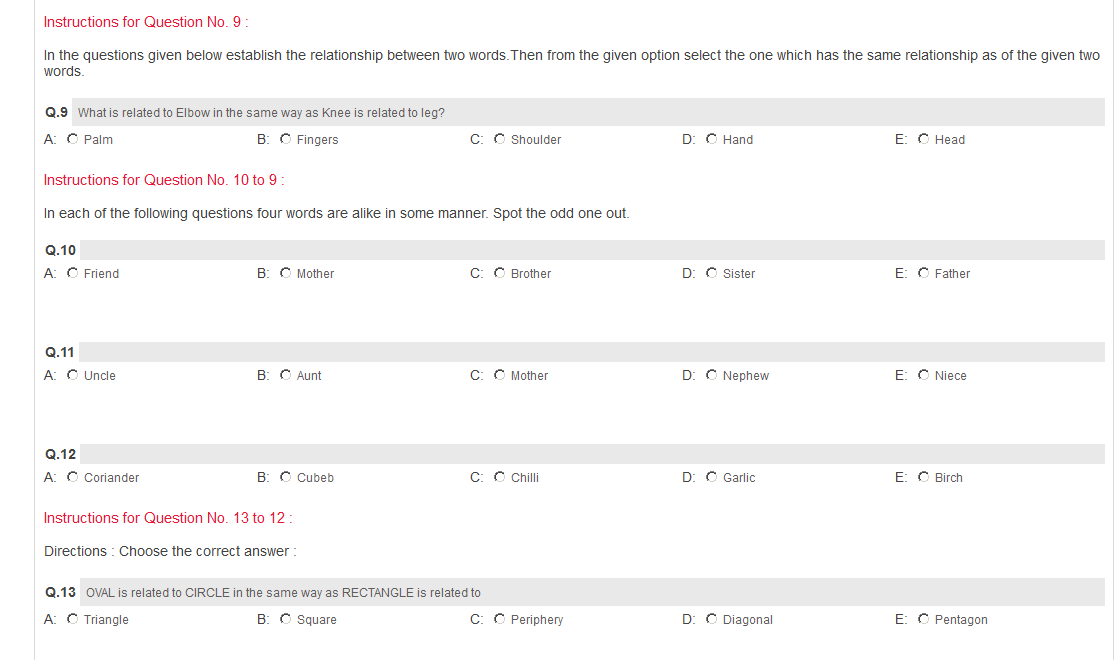 Instructions for Question No. 9 :
In the questions given below establish the relationship between two words.Then from the given option select the one which has the same relationship as of the given two
words.
Q.9 What is related to Elbow in the same way as Knee is related to leg?
A: Palm B: Fingers C: Shoulder D: Hand E: Head
Instructions for Question No. 10 to 9 :
In each of the following questions four words are alike in some manner. Spot the odd one out.
Q.10
A: Friend B: Mother C: Brother D: Sister E: Father
Q.11
A: Uncle B: Aunt C: Mother D: Nephew E: Niece
Q.12
A: Coriander B: Cubeb C: Chilli D: Garlic E: Birch
Instructions for Question No. 13 to 12 :
Directions : Choose the correct answer :
Q.13 OVAL is related to CIRCLE in the same way as RECTANGLE is related to
A: Triangle B: Square C: Periphery D: Diagonal E: Pentagon